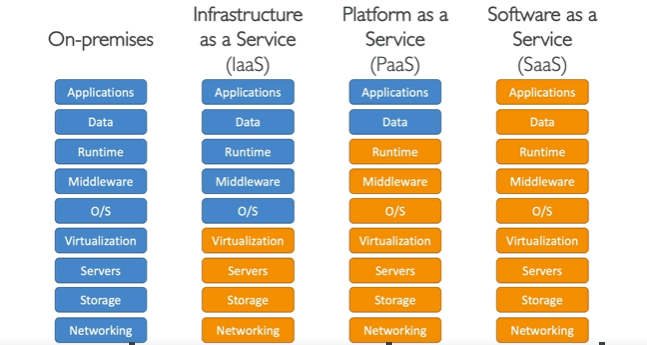 On-premises
Applications
Data
Runtime
Middleware
O/S
Virtualization
Servers
Storage
Networking
Infrastructure
as a Service
(IaaS)
Applications
Data
Runtime
Middleware
O/S
Virtualization
Servers
Storage
Networking
Platform as a
Service
(PaaS)
Applications
Data
Runtime
Middleware
O/S
Virtualization
Servers
Storage
Networking
Software as a
Service
(SaaS)
Applications
Data
Runtime
Middleware
O/S
Virtualization
Servers
Storage
Networking